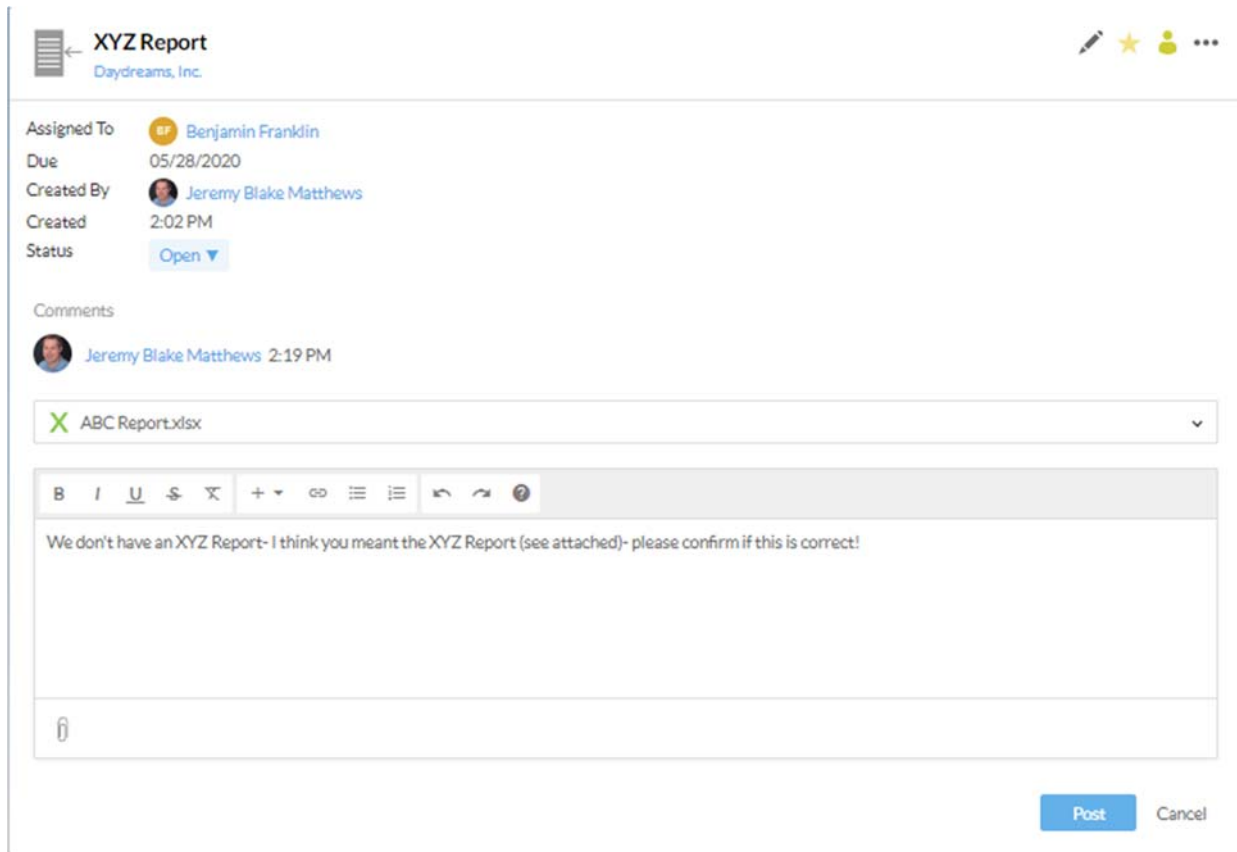 XYZ Report
Daydreams, Inc.
Assigned To BF Benjamin Franklin
Due 05/28/2020
Created By Jeremy Blake Matthews
Created 2:02 PM
Status Open ▼
Comments
Jeremy Blake Matthews 2:19 PM
X ABC Report.xlsx
B I U S
We don't have an XYZ Report- I think you meant the XYZ Report (see attached)- please confirm if this is correct!
Post Cancel